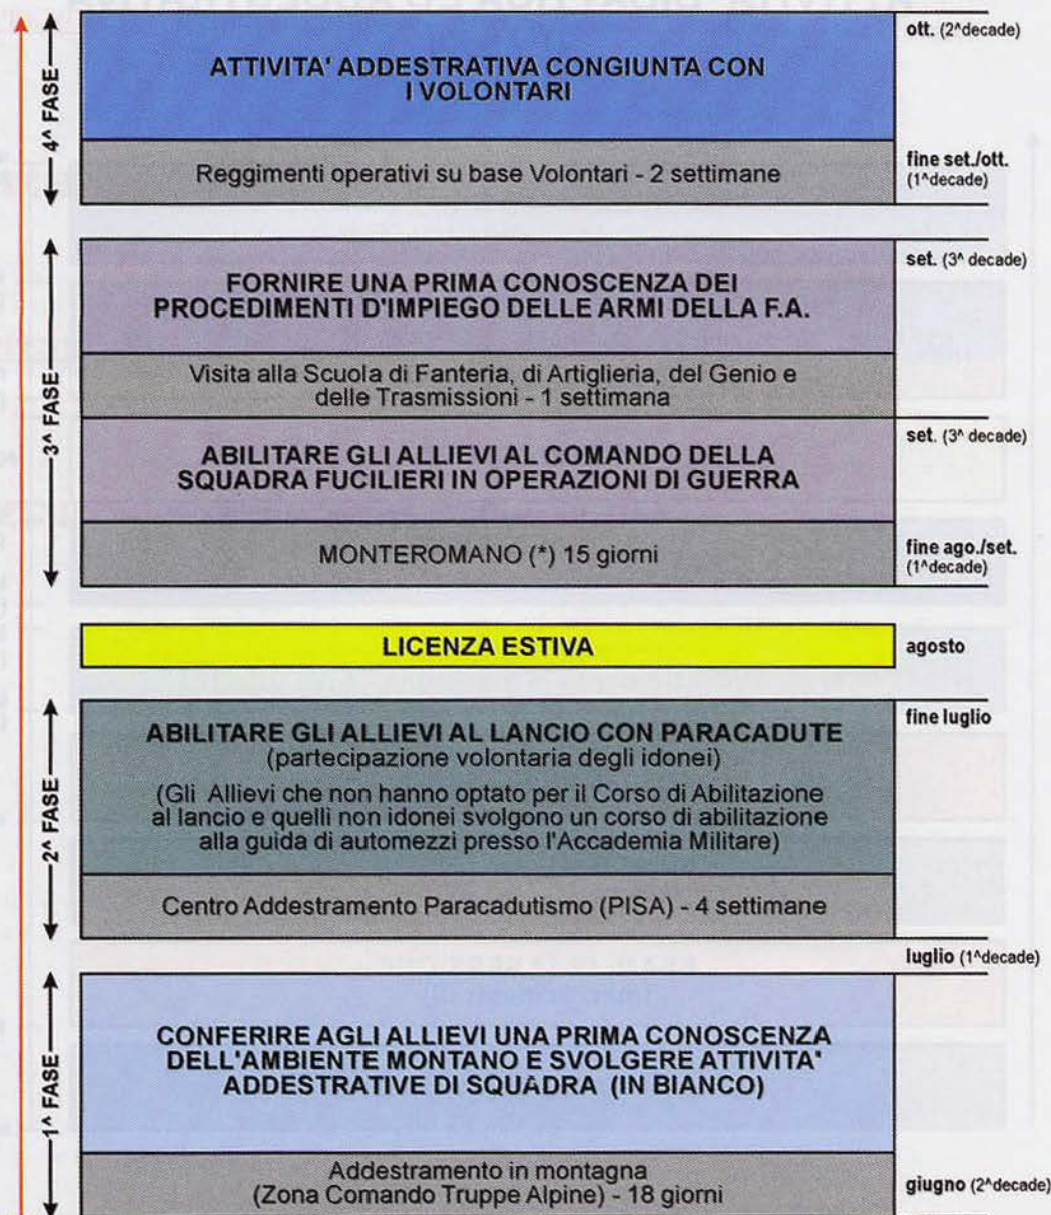 4^ FASE
ATTIVITA' ADDESTRATIVA CONGIUNTA CON
I VOLONTARI
ott. (2^decade)
Reggimenti operativi su base Volontari - 2 settimane
fine set./ott.
(1^decade)
3^ FASE
FORNIRE UNA PRIMA CONOSCENZA DEI
PROCEDIMENTI D'IMPIEGO DELLE ARMI DELLA F.A.
set. (3^ decade)
Visita alla Scuola di Fanteria, di Artiglieria, del Genio e
delle Trasmissioni - 1 settimana
ABILITARE GLI ALLIEVI AL COMANDO DELLA
SQUADRA FUCILIERI IN OPERAZIONI DI GUERRA
set. (3^ decade)
MONTEROMANO (*) 15 giorni
fine ago./set.
(1^decade)
LICENZA ESTIVA
agosto
2^ FASE
ABILITARE GLI ALLIEVI AL LANCIO CON PARACADUTE
(partecipazione volontaria degli idonei)
(Gli Allievi che non hanno optato per il Corso di Abilitazione
al lancio e quelli non idonei svolgono un corso di abilitazione
alla guida di automezzi presso l'Accademia Militare)
fine luglio
Centro Addestramento Paracadutismo (PISA) - 4 settimane
luglio (1^decade)
1^ FASE
CONFERIRE AGLI ALLIEVI UNA PRIMA CONOSCENZA
DELL'AMBIENTE MONTANO E SVOLGERE ATTIVITA'
ADDESTRATIVE DI SQUADRA (IN BIANCO)
Addestramento in montagna
(Zona Comando Truppe Alpine) - 18 giorni
giugno (2^decade)